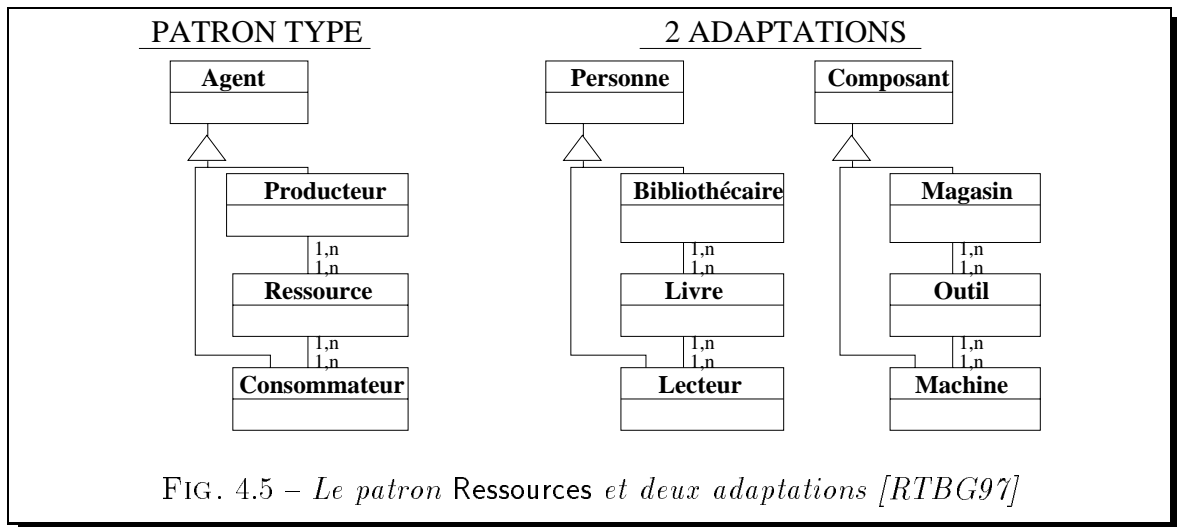 PATRON TYPE
2 ADAPTATIONS
Agent
Producteur
1,n
1,n
Ressource
1,n
1,n
Consommateur
Personne
Bibliothécaire
1,n
1,n
Livre
1,n
1,n
Lecteur
Composant
Magasin
1,n
1,n
Outil
1,n
1,n
Machine
FIG. 4.5 – Le patron Ressources et deux adaptations [RTBG97]